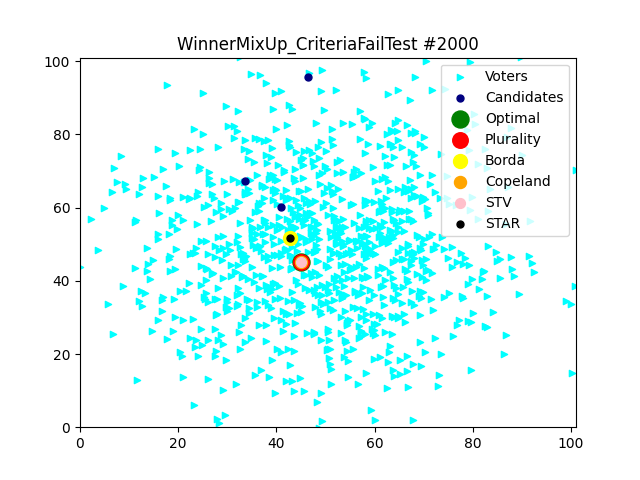 WinnerMixUp_CriteriaFailTest #2000
100
80
60
40
20
0
0
20
40
60
80
100
Voters
Candidates
Optimal
Plurality
Borda
Copeland
STV
STAR